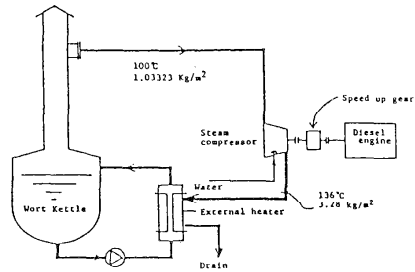 100℃
1.03323 Kg/m²
Speed up gear
Steam
compressor
Diesel
engine
Water
136℃
3.28 kg/m²
Wort Kettle
External heater
Drain